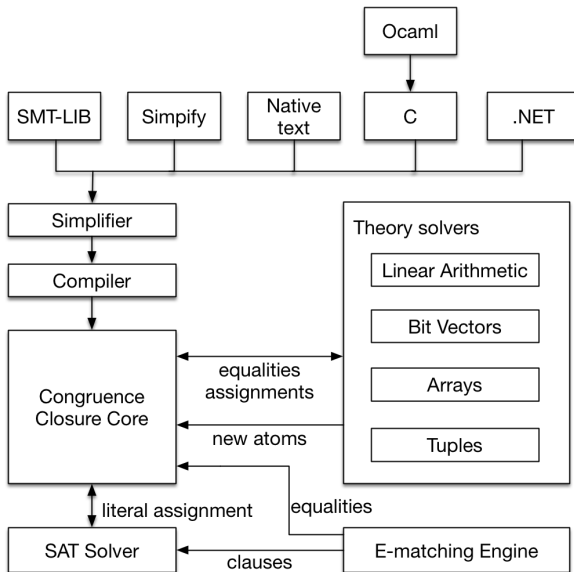 Ocaml
SMT-LIB
Simpify
Native
text
C
.NET
Simplifier
Compiler
Congruence
Closure Core
SAT Solver
equalities
assignments
new atoms
literal assignment
equalities
clauses
Theory solvers
Linear Arithmetic
Bit Vectors
Arrays
Tuples
E-matching Engine